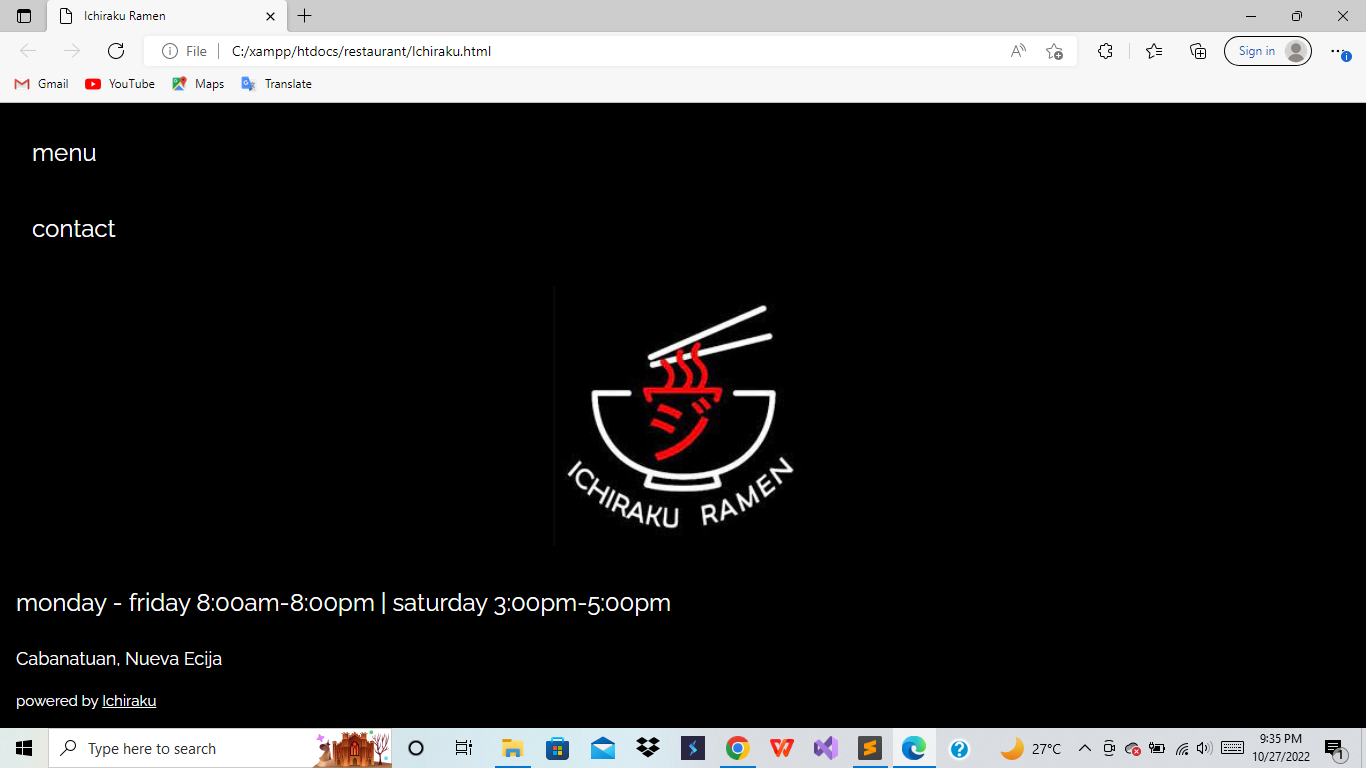 Ichiraku Ramen
File
C:/xampp/htdocs/restaurant/Ichiraku.html
Sign in
Gmail
YouTube
Maps
Translate
menu
contact
ジ
ICHIRAKU RAMEN
monday - friday 8:00am-8:00pm | saturday 3:00pm-5:00pm
Cabanatuan, Nueva Ecija
powered by Ichiraku
Type here to search
27°C
9:35 PM
10/27/2022
1